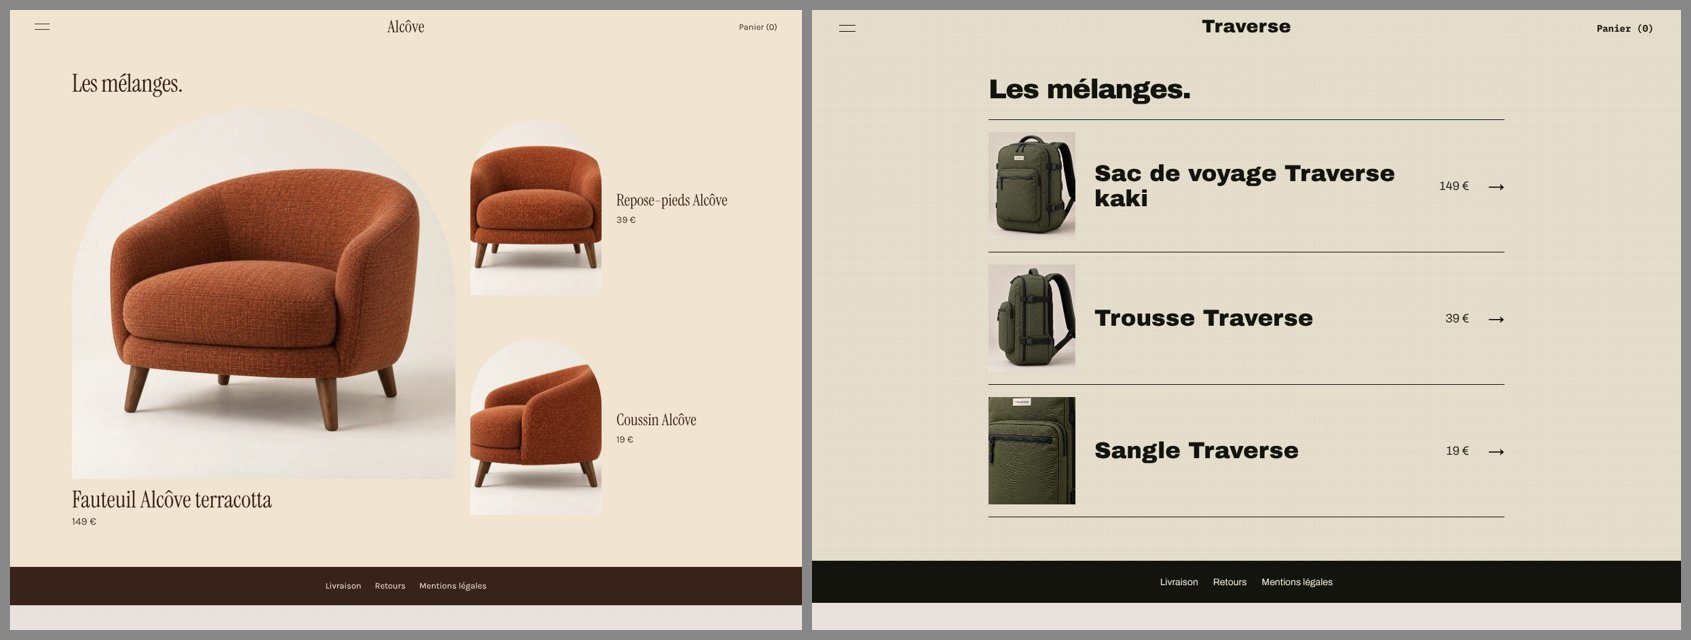 Alcôve
Panier (0)
Les mélanges.
Repose-pieds Alcôve
39 €
Coussin Alcôve
19 €
Fauteuil Alcôve terracotta
149 €
Livraison Retours Mentions légales
Traverse
Panier (0)
Les mélanges.
Sac de voyage Traverse
kaki
149 €
→
Trousse Traverse
39 €
→
Sangle Traverse
19 €
→
Livraison Retours Mentions légales